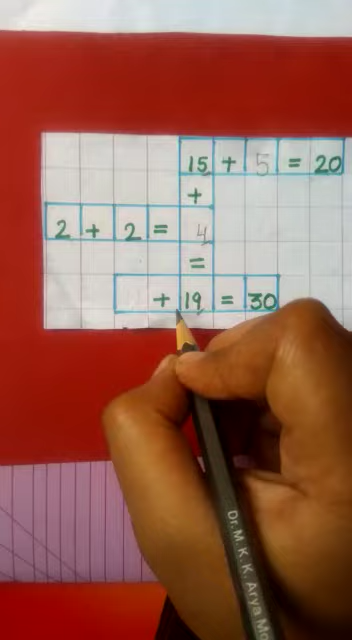 15 + 5 = 20
+
2 + 2 = 4
=
+ 19 = 30
Dr. M. K. K. Arya M